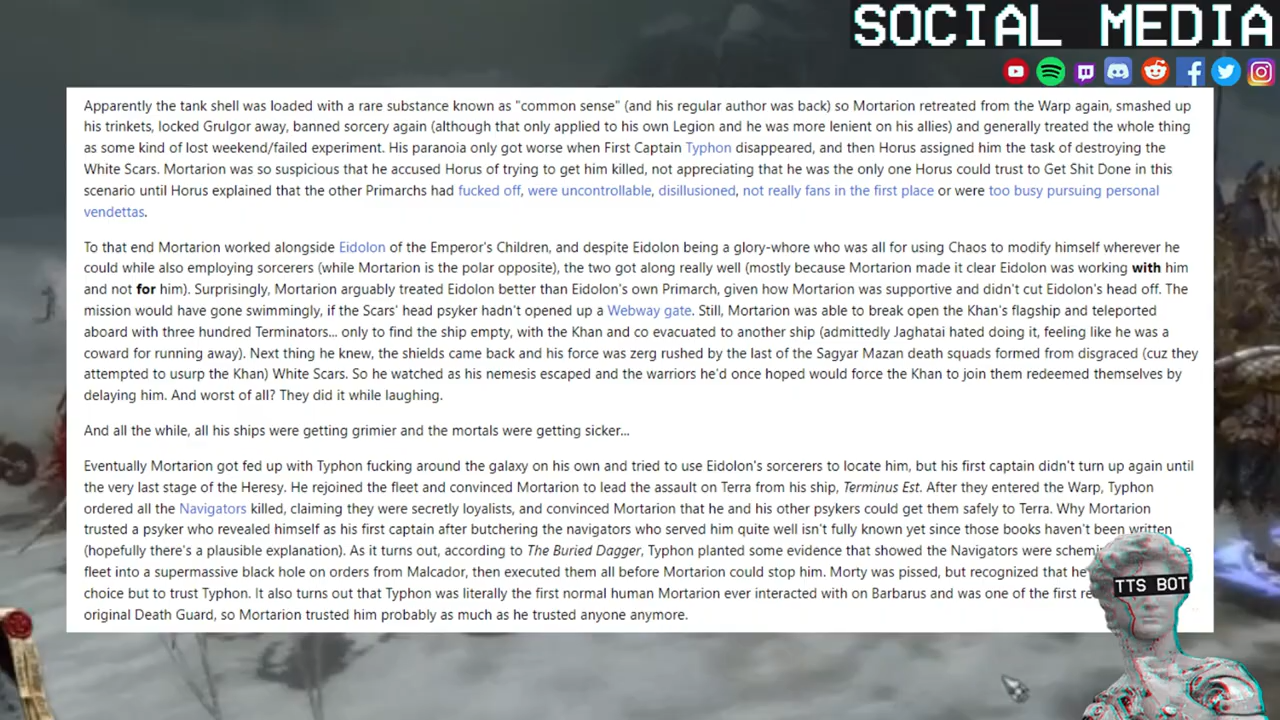 SOCIAL MEDIA
Apparently the tank shell was loaded with a rare substance known as "common sense" (and his regular author was back) so Mortarion retreated from the Warp again, smashed up
his trinkets, locked Grulgor away, banned sorcery again (although that only applied to his own Legion and he was more lenient on his allies) and generally treated the whole thing
as some kind of lost weekend/failed experiment. His paranoia only got worse when First Captain Typhon disappeared, and then Horus assigned him the task of destroying the
White Scars. Mortarion was so suspicious that he accused Horus of trying to get him killed, not appreciating that he was the only one Horus could trust to Get Shit Done in this
scenario until Horus explained that the other Primarchs had fucked off, were uncontrollable, disillusioned, not really fans in the first place or were too busy pursuing personal
vendettas.
To that end Mortarion worked alongside Eidolon of the Emperor's Children, and despite Eidolon being a glory-whore who was all for using Chaos to modify himself wherever he
could while also employing sorcerers (while Mortarion is the polar opposite), the two got along really well (mostly because Mortarion made it clear Eidolon was working with him
and not for him). Surprisingly, Mortarion arguably treated Eidolon better than Eidolon's own Primarch, given how Mortarion was supportive and didn't cut Eidolon's head off. The
mission would have gone swimmingly, if the Scars' head psyker hadn't opened up a Webway gate. Still, Mortarion was able to break open the Khan's flagship and teleported
aboard with three hundred Terminators... only to find the ship empty, with the Khan and co evacuated to another ship (admittedly Jaghatai hated doing it, feeling like he was a
coward for running away). Next thing he knew, the shields came back and his force was zerg rushed by the last of the Sagyar Mazan death squads formed from disgraced (cuz they
attempted to usurp the Khan) White Scars. So he watched as his nemesis escaped and the warriors he'd once hoped would force the Khan to join them redeemed themselves by
delaying him. And worst of all? They did it while laughing.
And all the while, all his ships were getting grimier and the mortals were getting sicker...
Eventually Mortarion got fed up with Typhon fucking around the galaxy on his own and tried to use Eidolon's sorcerers to locate him, but his first captain didn't turn up again until
the very last stage of the Heresy. He rejoined the fleet and convinced Mortarion to lead the assault on Terra from his ship, Terminus Est. After they entered the Warp, Typhon
ordered all the Navigators killed, claiming they were secretly loyalists, and convinced Mortarion that he and his other psykers could get them safely to Terra. Why Mortarion
trusted a psyker who revealed himself as his first captain after butchering the navigators who served him quite well isn't fully known yet since those books haven't been written
(hopefully there's a plausible explanation). As it turns out, according to The Buried Dagger, Typhon planted some evidence that showed the Navigators were
fleet into a supermassive black hole on orders from Malcador, then executed them all before Mortarion could stop him. Morty was pissed, but recognized that he
choice but to trust Typhon. It also turns out that Typhon was litterally the first normal human Mortarion ever interacted with on Barbarus and was one of the first
original Death Guard, so Mortarion trusted him probably as much as he trusted anyone anymore.
TTS BOT